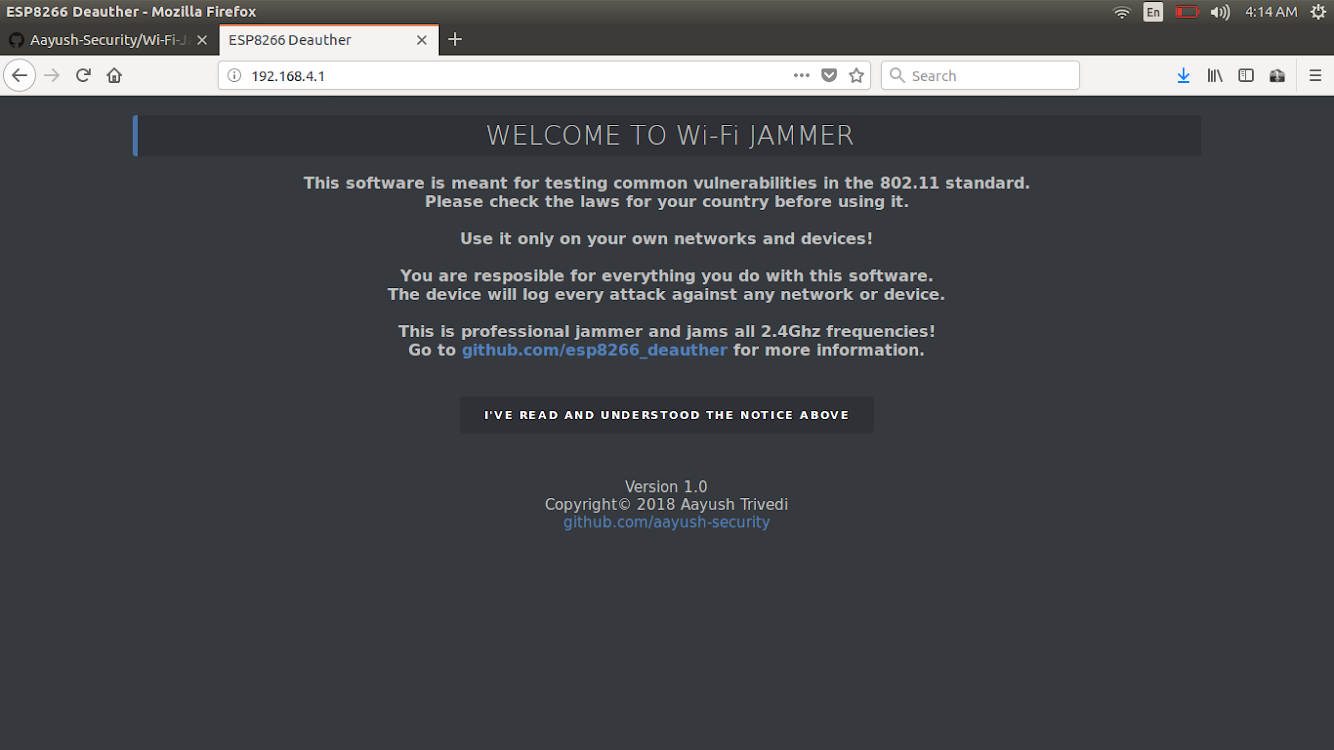 ESP8266 Deauther - Mozilla Firefox
En
4:14 AM
Aayush-Security/Wi-Fi-J
ESP8266 Deauther
192.168.4.1
Search
WELCOME TO Wi-Fi JAMMER
This software is meant for testing common vulnerabilities in the 802.11 standard.
Please check the laws for your country before using it.
Use it only on your own networks and devices!
You are resposible for everything you do with this software.
The device will log every attack against any network or device.
This is professional jammer and jams all 2.4Ghz frequencies!
Go to github.com/esp8266_deauther for more information.
I'VE READ AND UNDERSTOOD THE NOTICE ABOVE
Version 1.0
Copyright© 2018 Aayush Trivedi
github.com/aayush-security